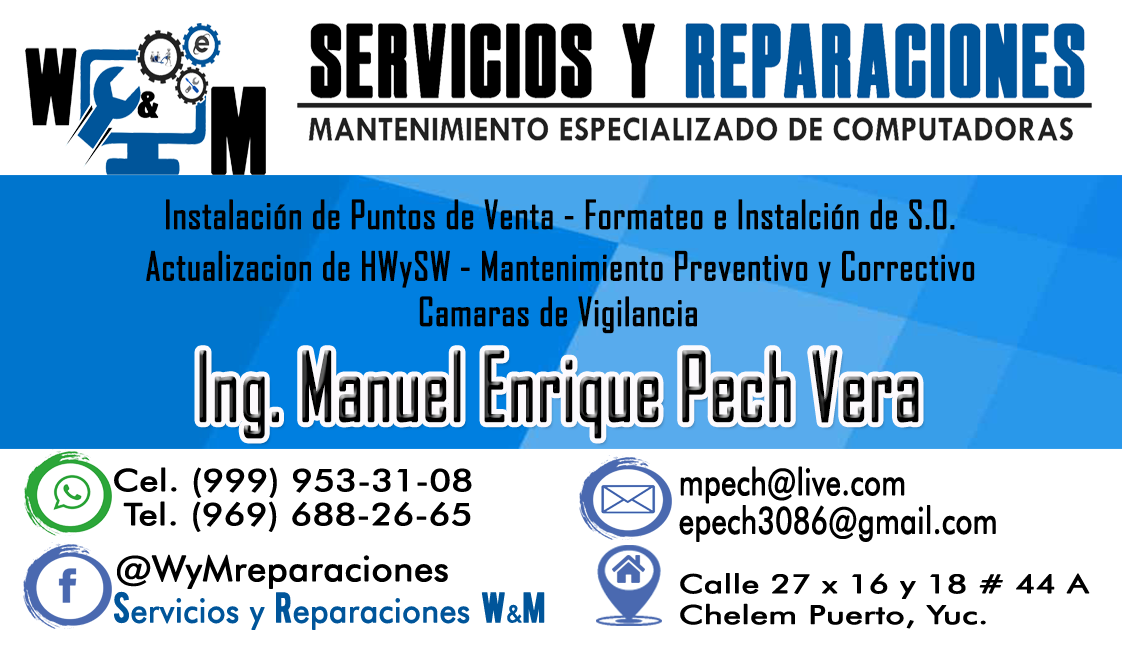 W & M
SERVICIOS Y REPARACIONES
MANTENIMIENTO ESPECIALIZADO DE COMPUTADORAS
Instalación de Puntos de Venta - Formateo e Instalción de S.O.
Actualizacion de HWySW - Mantenimiento Preventivo y Correctivo
Camaras de Vigilancia
Ing. Manuel Enrique Pech Vera
Cel. (999) 953-31-08
Tel. (969) 688-26-65
@WyMreparaciones
Servicios y Reparaciones W&M
mpech@live.com
epech3086@gmail.com
Calle 27 x 16 y 18 # 44 A
Chelem Puerto, Yuc.